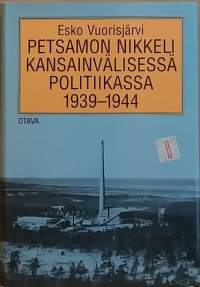 Esko Vuorisjärvi
PETSAMON NIKKELI
KANSAINVÄLISESSÄ
POLITIIKASSA
1939–1944
OTAVA